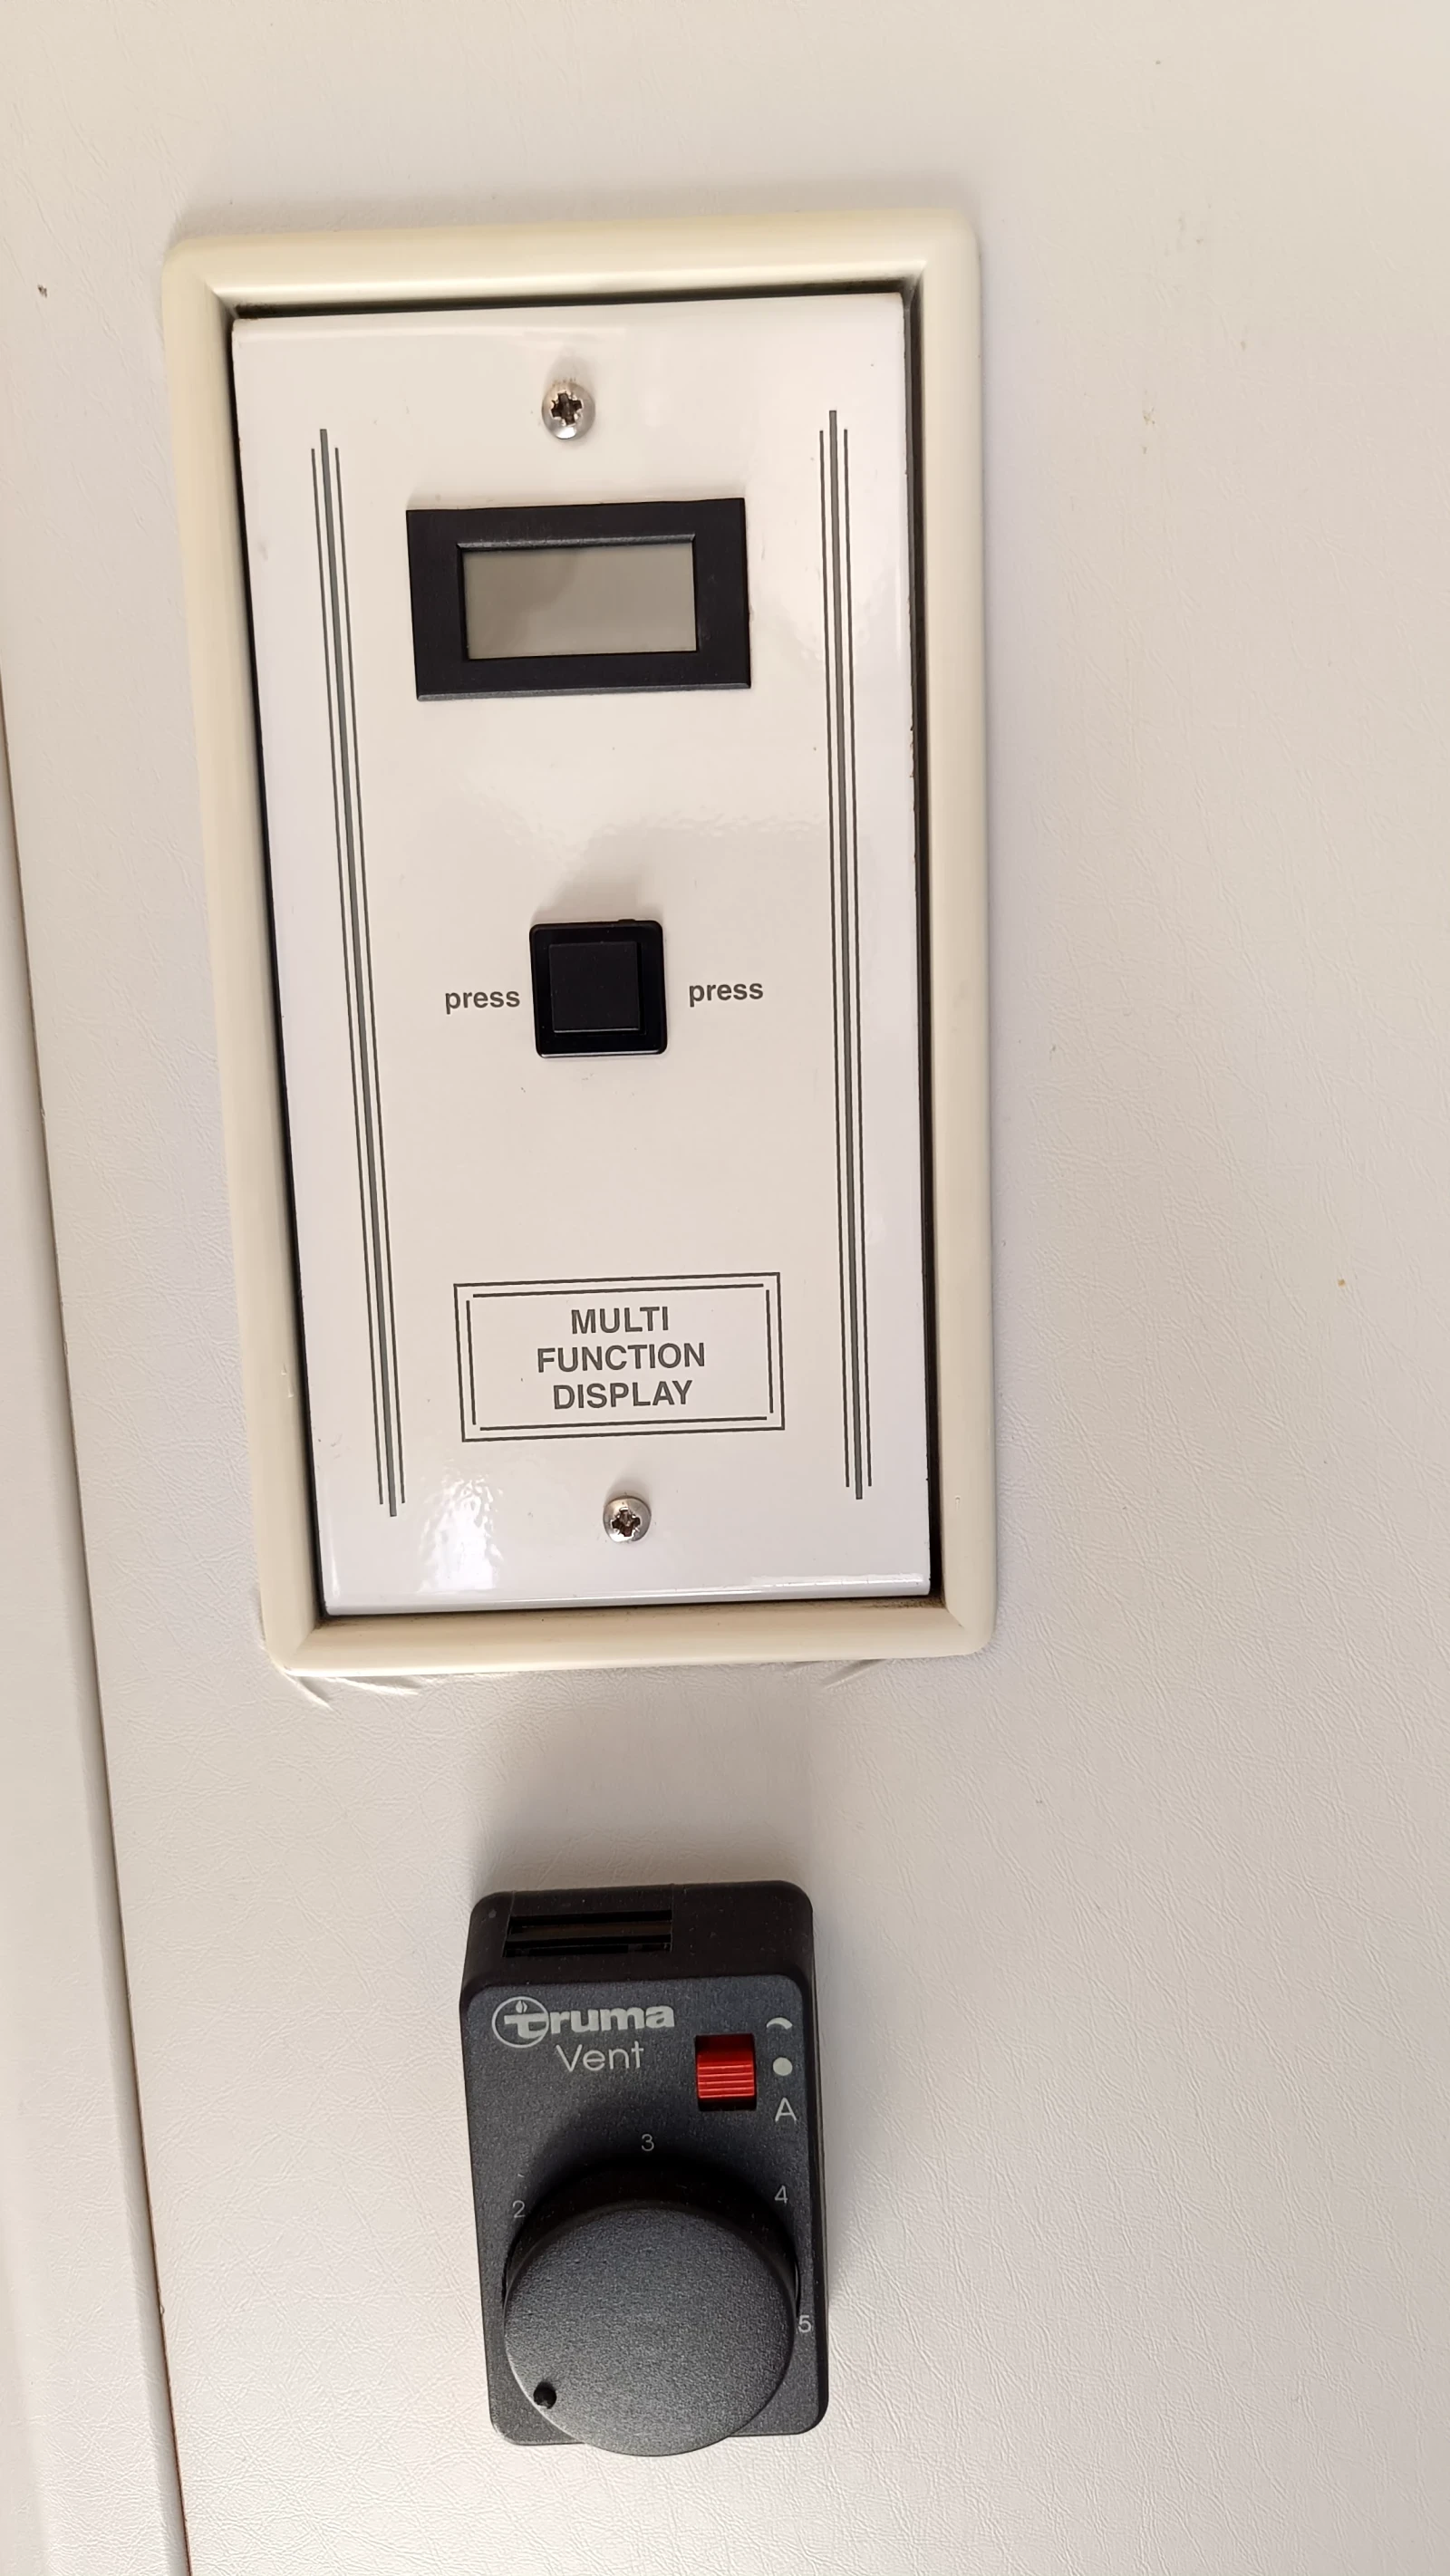 press press
MULTI
FUNCTION
DISPLAY
truma
Vent
A
3
2 4
5